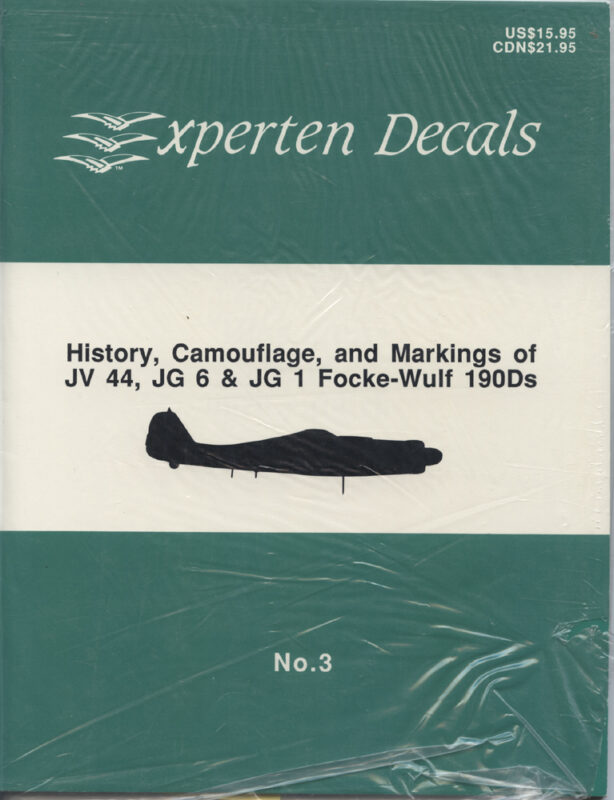 US$15.95
CDN$21.95
Experten Decals
TM
History, Camouflage, and Markings of
JV 44, JG 6 & JG 1 Focke-Wulf 190Ds
No.3